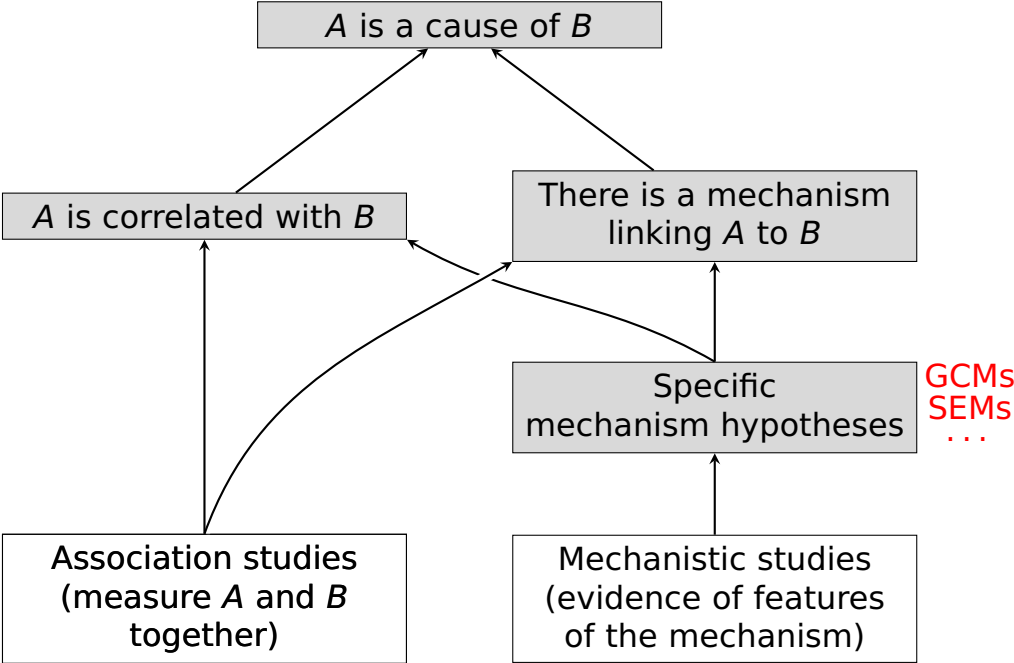 A is a cause of B
A is correlated with B
There is a mechanism
linking A to B
Specific
mechanism hypotheses
GCMs
SEMs
...
Association studies
(measure A and B
together)
Mechanistic studies
(evidence of features
of the mechanism)